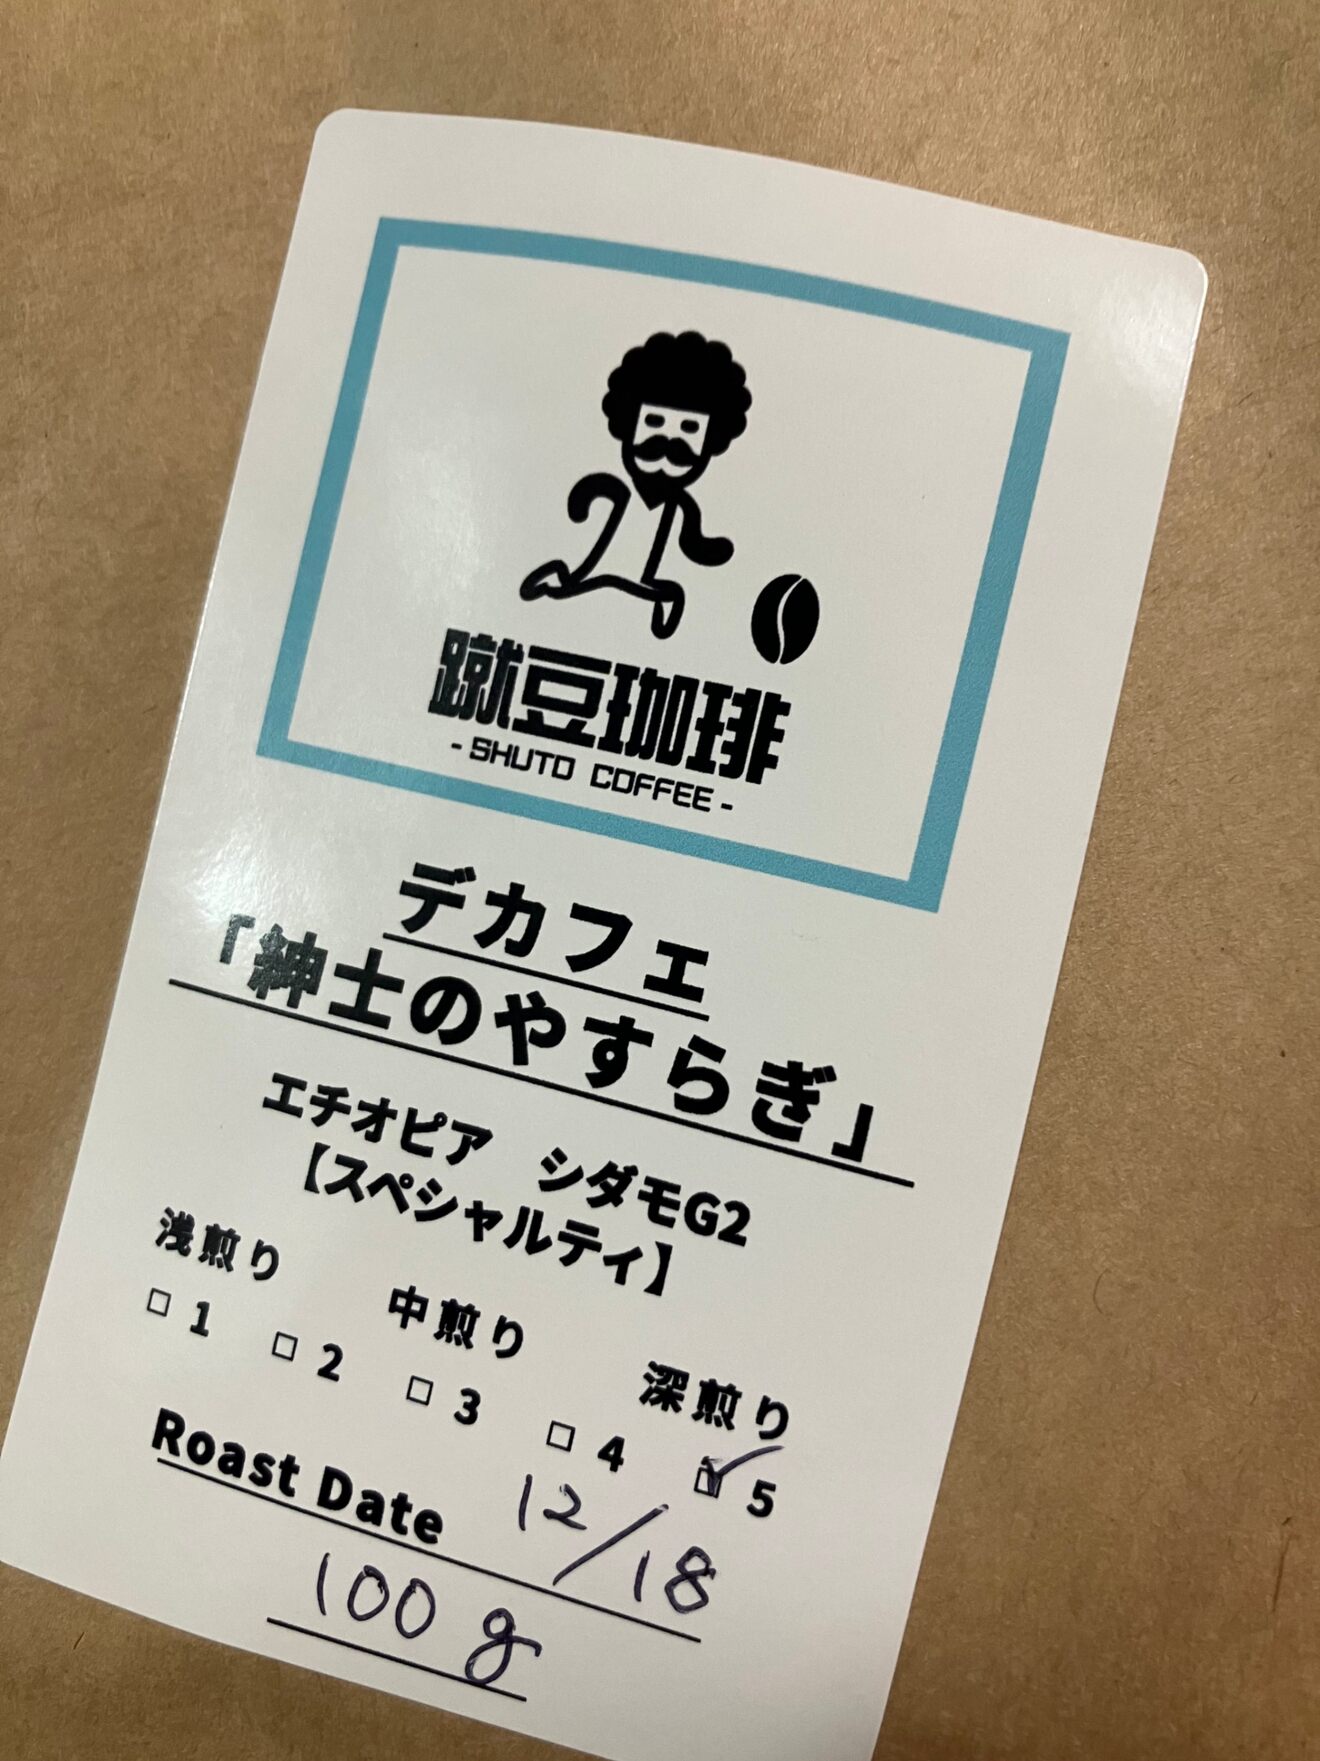 蹴豆珈琲
- SHUTO COFFEE -
デカフェ
「紳士のやすらぎ」
エチオピア　シダモG2
【スペシャルティ】
浅煎り　中煎り　深煎り
□ 1 □ 2 □ 3 □ 4 ☑ 5
Roast Date 12/18
100 g